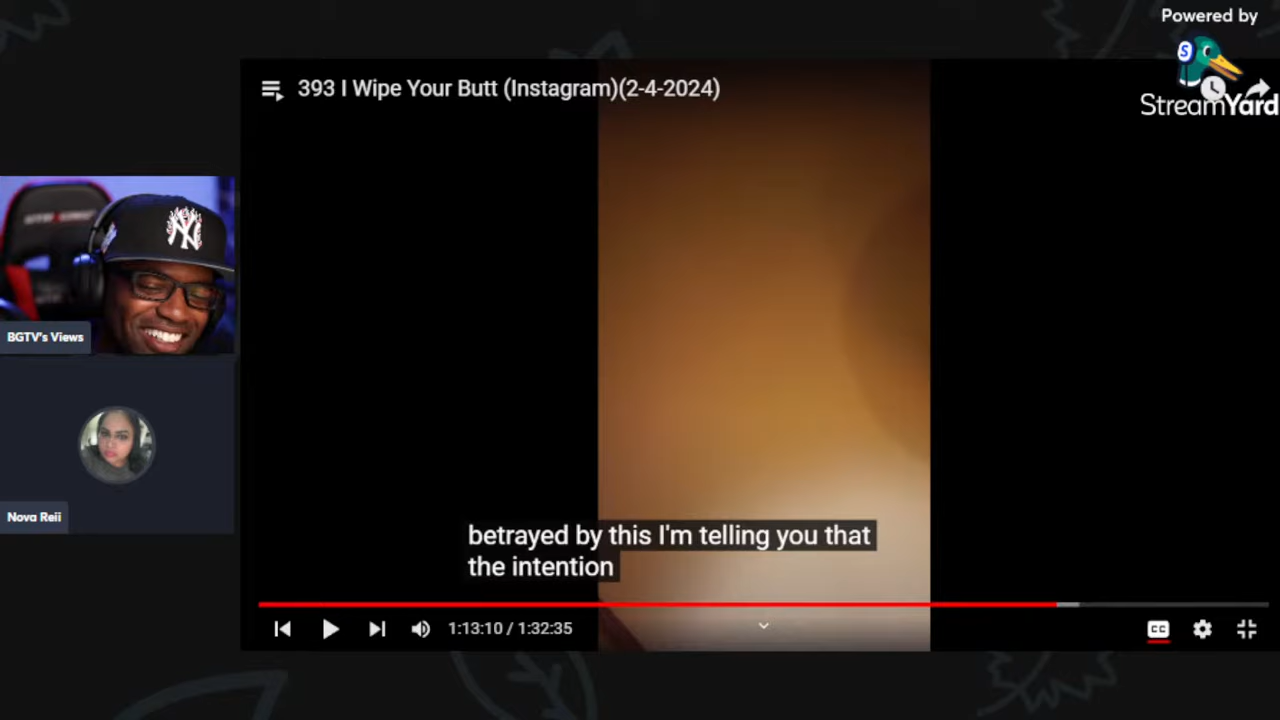 Powered by
StreamYard
393 I Wipe Your Butt (Instagram)(2-4-2024)
NY
BGTV's Views
Nova Reii
betrayed by this I'm telling you that
the intention
1:13:10 / 1:32:35
CC